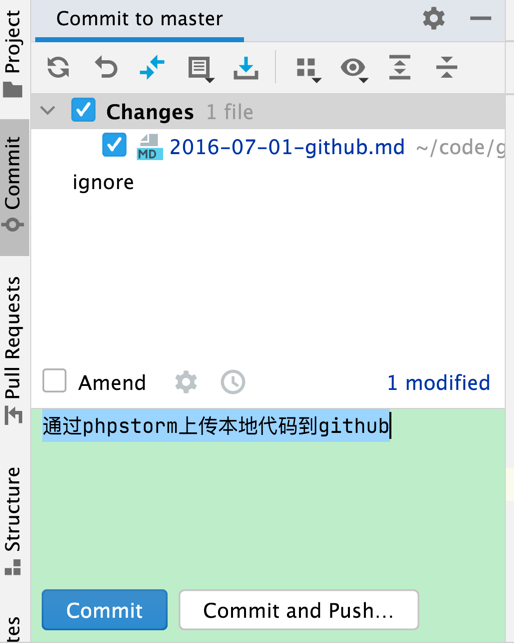 Project
Commit
Pull Requests
Structure
Commit to master
Changes 1 file
MD 2016-07-01-github.md ~/code/g
ignore
Amend 1 modified
通过phpstorm上传本地代码到github
Commit Commit and Push...